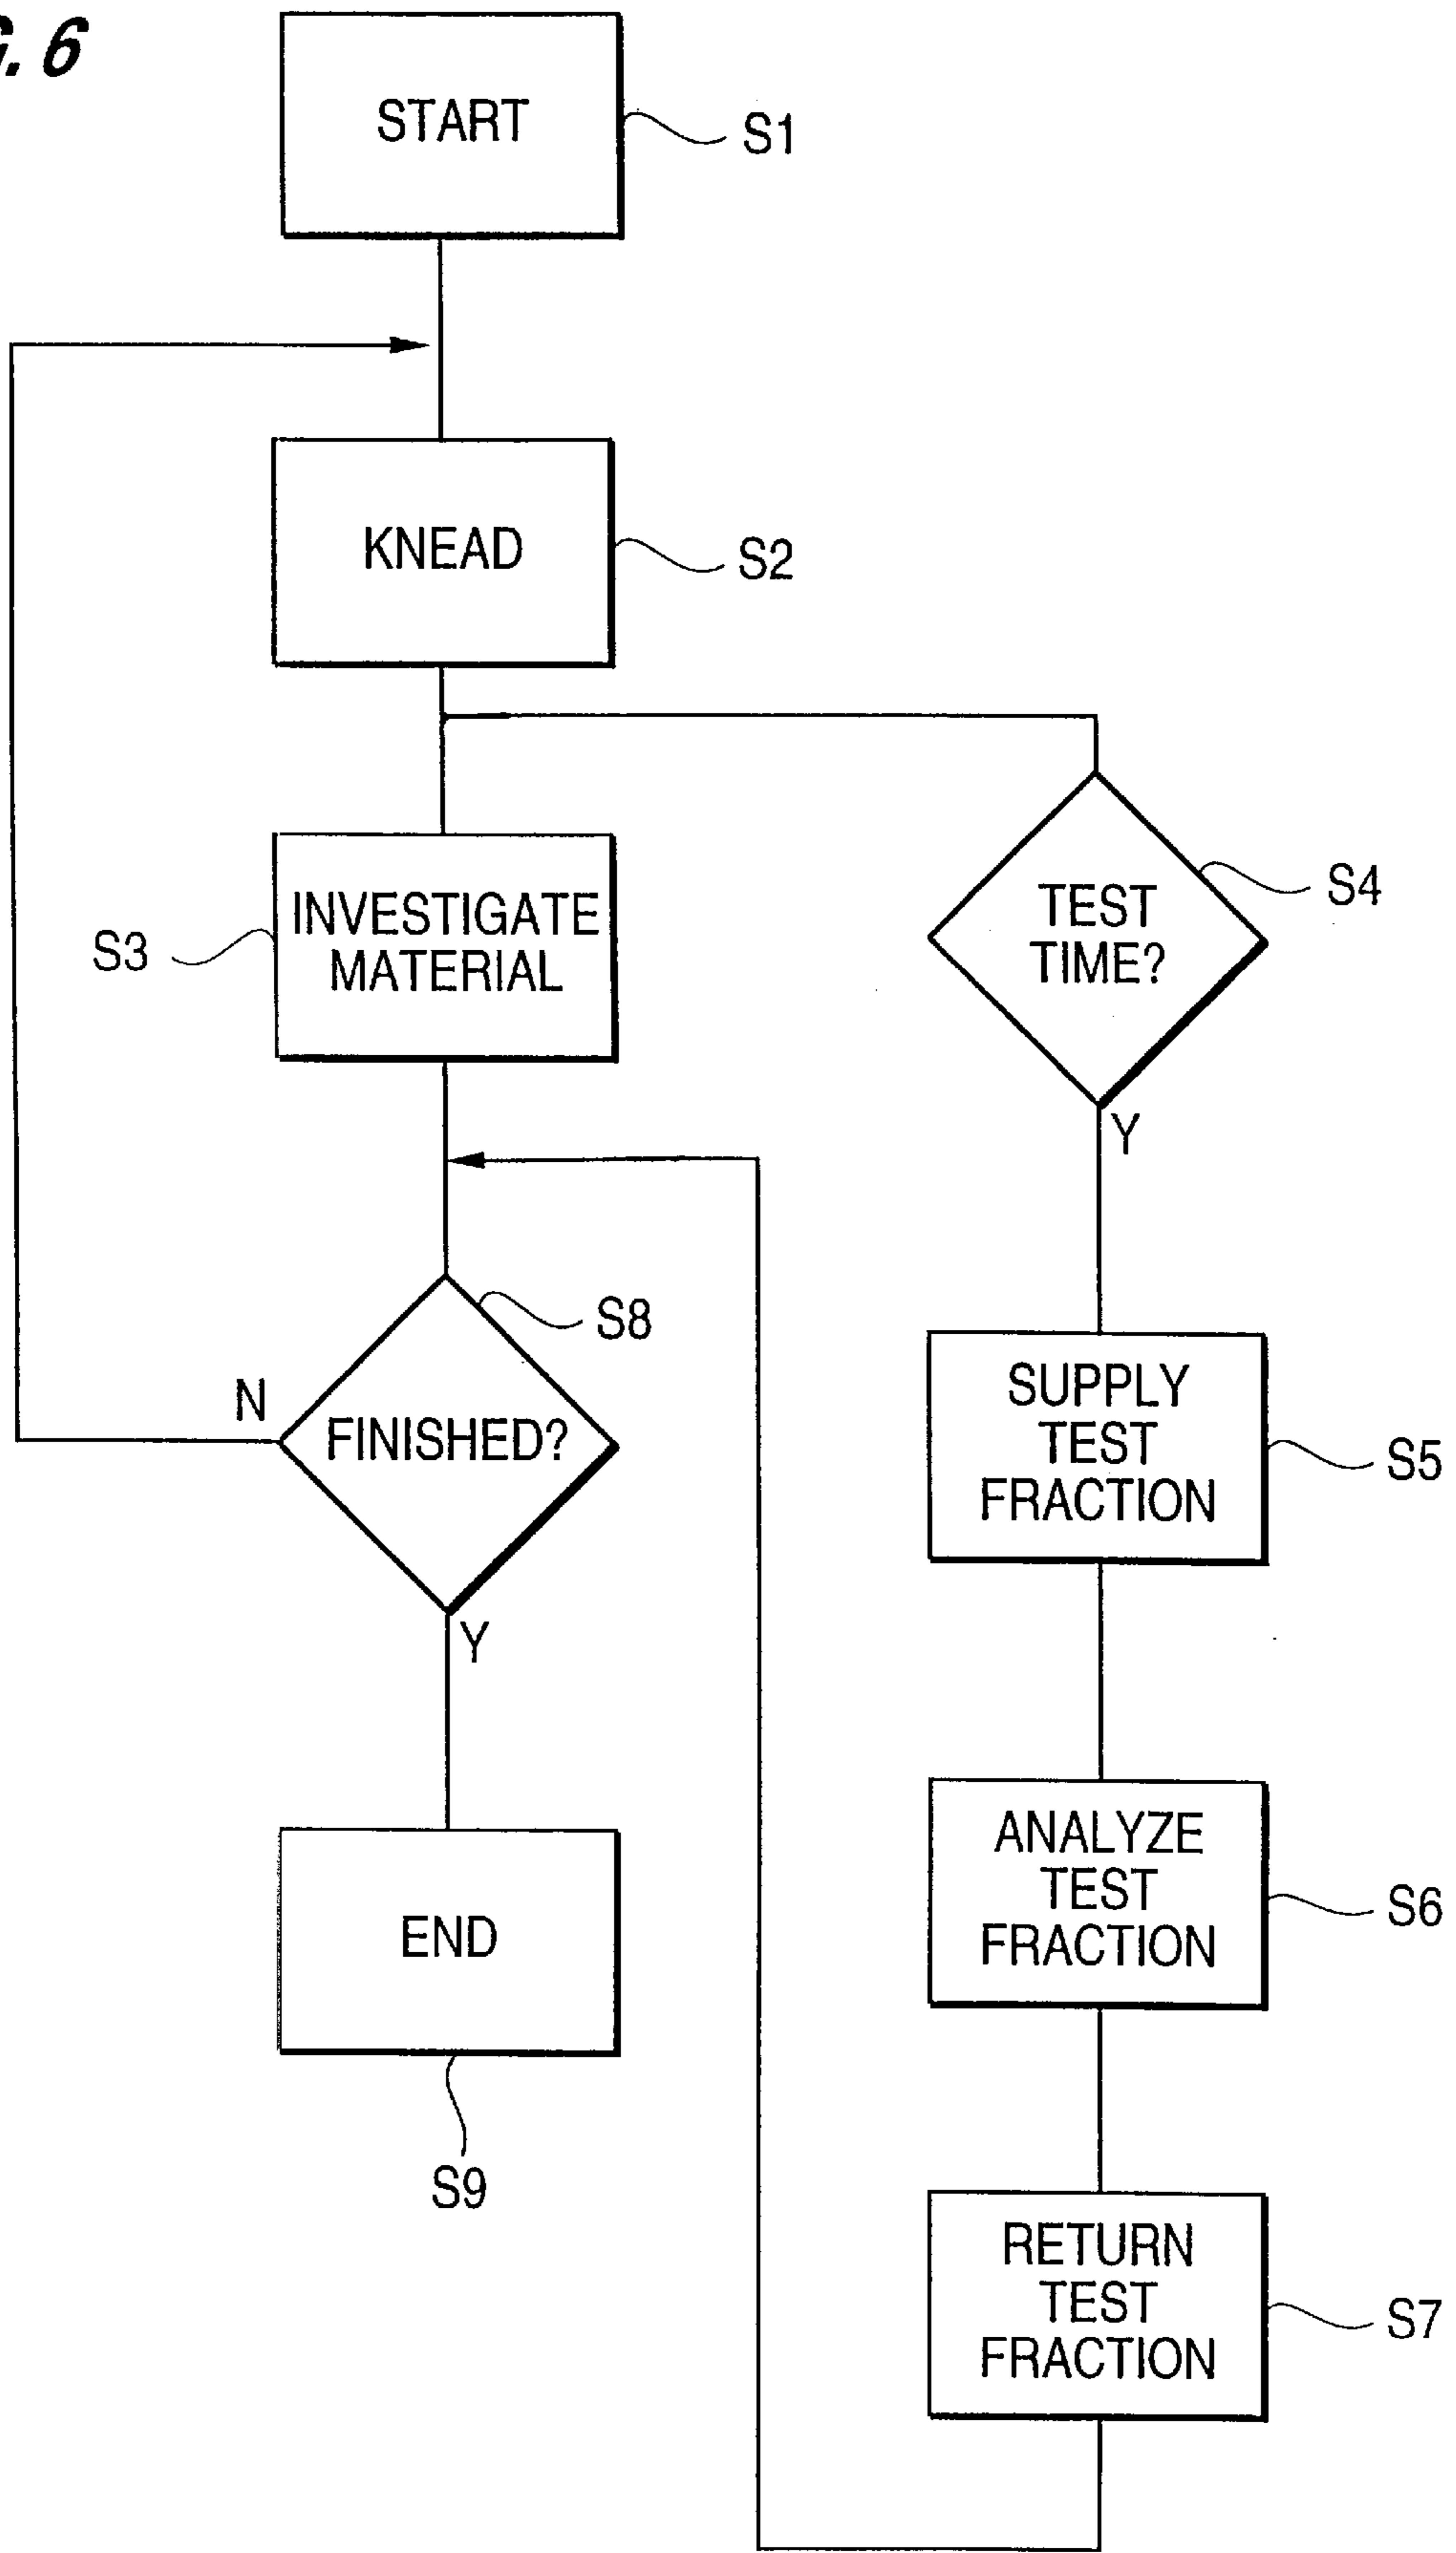 G. 6
START
S1
KNEAD
S2
INVESTIGATE
MATERIAL
S3
TEST
TIME?
S4
Y
SUPPLY
TEST
FRACTION
S5
ANALYZE
TEST
FRACTION
S6
RETURN
TEST
FRACTION
S7
FINISHED?
S8
N
Y
END
S9